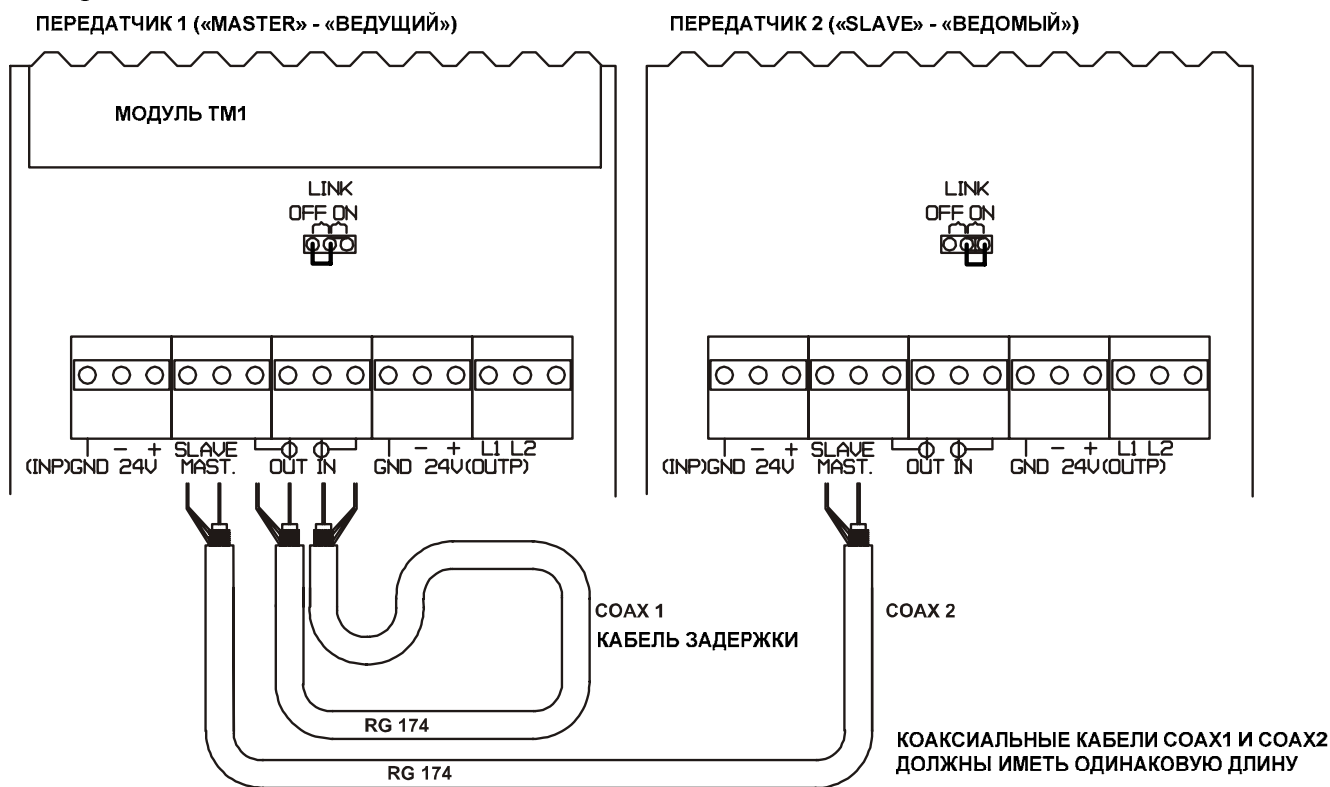 ПЕРЕДАТЧИК 1 («MASTER» - «ВЕДУЩИЙ»)
ПЕРЕДАТЧИК 2 («SLAVE» - «ВЕДОМЫЙ»)
МОДУЛЬ TM1
LINK
OFF ON
LINK
OFF ON
- + SLAVE - + L1 L2
(INP)GND 24V MAST. OUT IN GND 24V(OUTP)
- + SLAVE - + L1 L2
(INP)GND 24V MAST. OUT IN GND 24V(OUTP)
COAX 1
КАБЕЛЬ ЗАДЕРЖКИ
COAX 2
RG 174
RG 174
КОАКСИАЛЬНЫЕ КАБЕЛИ COAX1 И COAX2
ДОЛЖНЫ ИМЕТЬ ОДИНАКОВУЮ ДЛИНУ